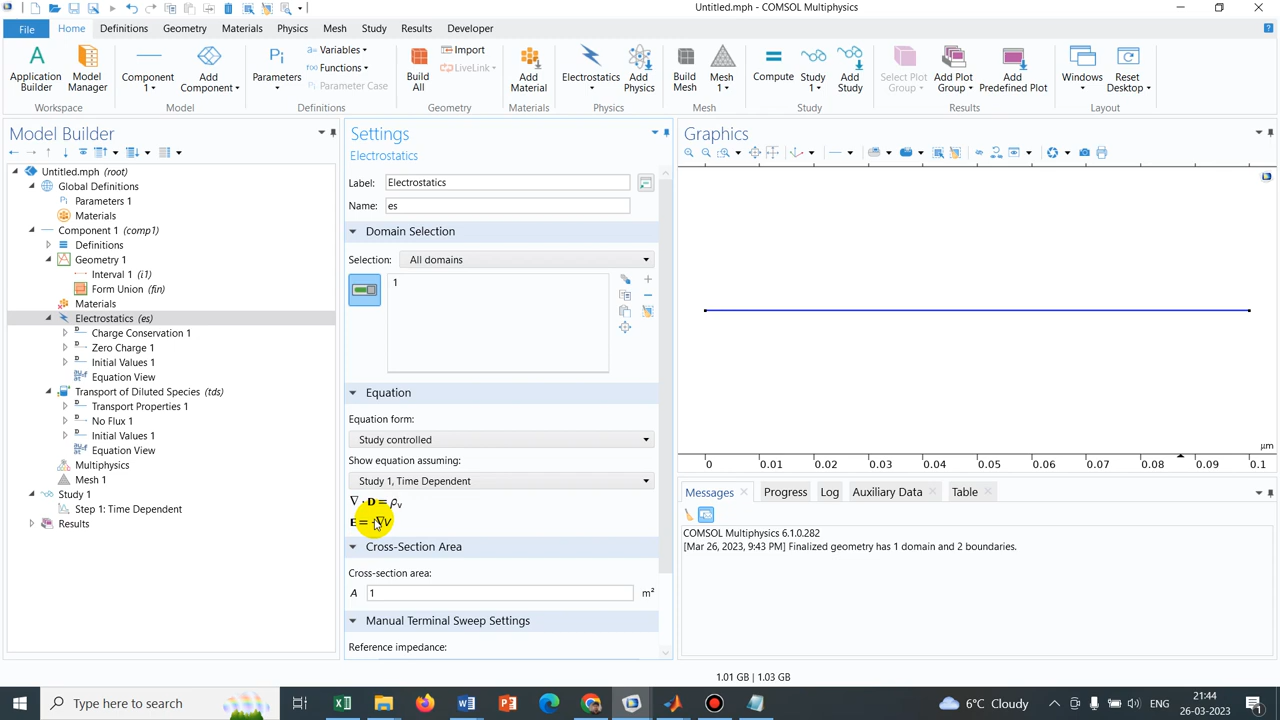 Untitled.mph - COMSOL Multiphysics
File
Home
Definitions
Geometry
Materials
Physics
Mesh
Study
Results
Developer
Application Builder
Model Manager
Workspace
Component 1
Add Component
Model
Parameters
a= Variables
f(x) Functions
Pi Parameter Case
Definitions
Build All
Import
LiveLink
Geometry
Add Material
Materials
Electrostatics
Add Physics
Physics
Build Mesh
Mesh 1
Mesh
Compute
Study 1
Add Study
Study
Select Plot Group
Add Plot Group
Add Predefined Plot
Results
Windows
Reset Desktop
Layout
Model Builder
Untitled.mph (root)
Global Definitions
Pi Parameters 1
Materials
Component 1 (comp1)
Definitions
Geometry 1
Interval 1 (i1)
Form Union (fin)
Materials
Electrostatics (es)
Charge Conservation 1
Zero Charge 1
Initial Values 1
Equation View
Transport of Diluted Species (tds)
Transport Properties 1
No Flux 1
Initial Values 1
Equation View
Multiphysics
Mesh 1
Study 1
Step 1: Time Dependent
Results
Settings
Electrostatics
Label: Electrostatics
Name: es
Domain Selection
Selection: All domains
1
Equation
Equation form:
Study controlled
Show equation assuming:
Study 1, Time Dependent
∇ · D = ρv
E = -∇V
Cross-Section Area
Cross-section area:
A 1 m²
Manual Terminal Sweep Settings
Reference impedance:
Graphics
µm
0 0.01 0.02 0.03 0.04 0.05 0.06 0.07 0.08 0.09 0.1
Messages
Progress
Log
Auxiliary Data
Table
COMSOL Multiphysics 6.1.0.282
[Mar 26, 2023, 9:43 PM] Finalized geometry has 1 domain and 2 boundaries.
1.01 GB | 1.03 GB
Type here to search
6°C Cloudy
ENG
21:44
26-03-2023
1